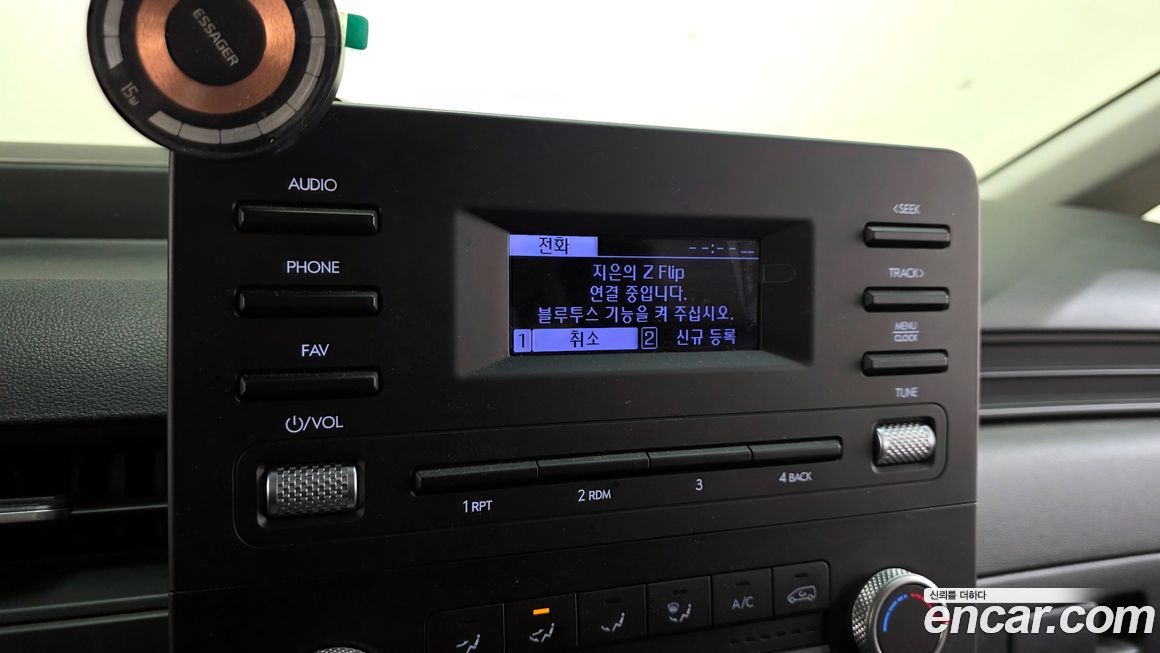 ESSAGER
15W
AUDIO
PHONE
FAV
⏻/VOL
전화
--:-- __
지은의 Z Flip
연결 중입니다.
블루투스 기능을 켜 주십시오.
1 취소 2 신규 등록
<SEEK
TRACK>
MENU
CLOCK
TUNE
1 RPT
2 RDM
3
4 BACK
A/C
신뢰를 더하다
encar.com